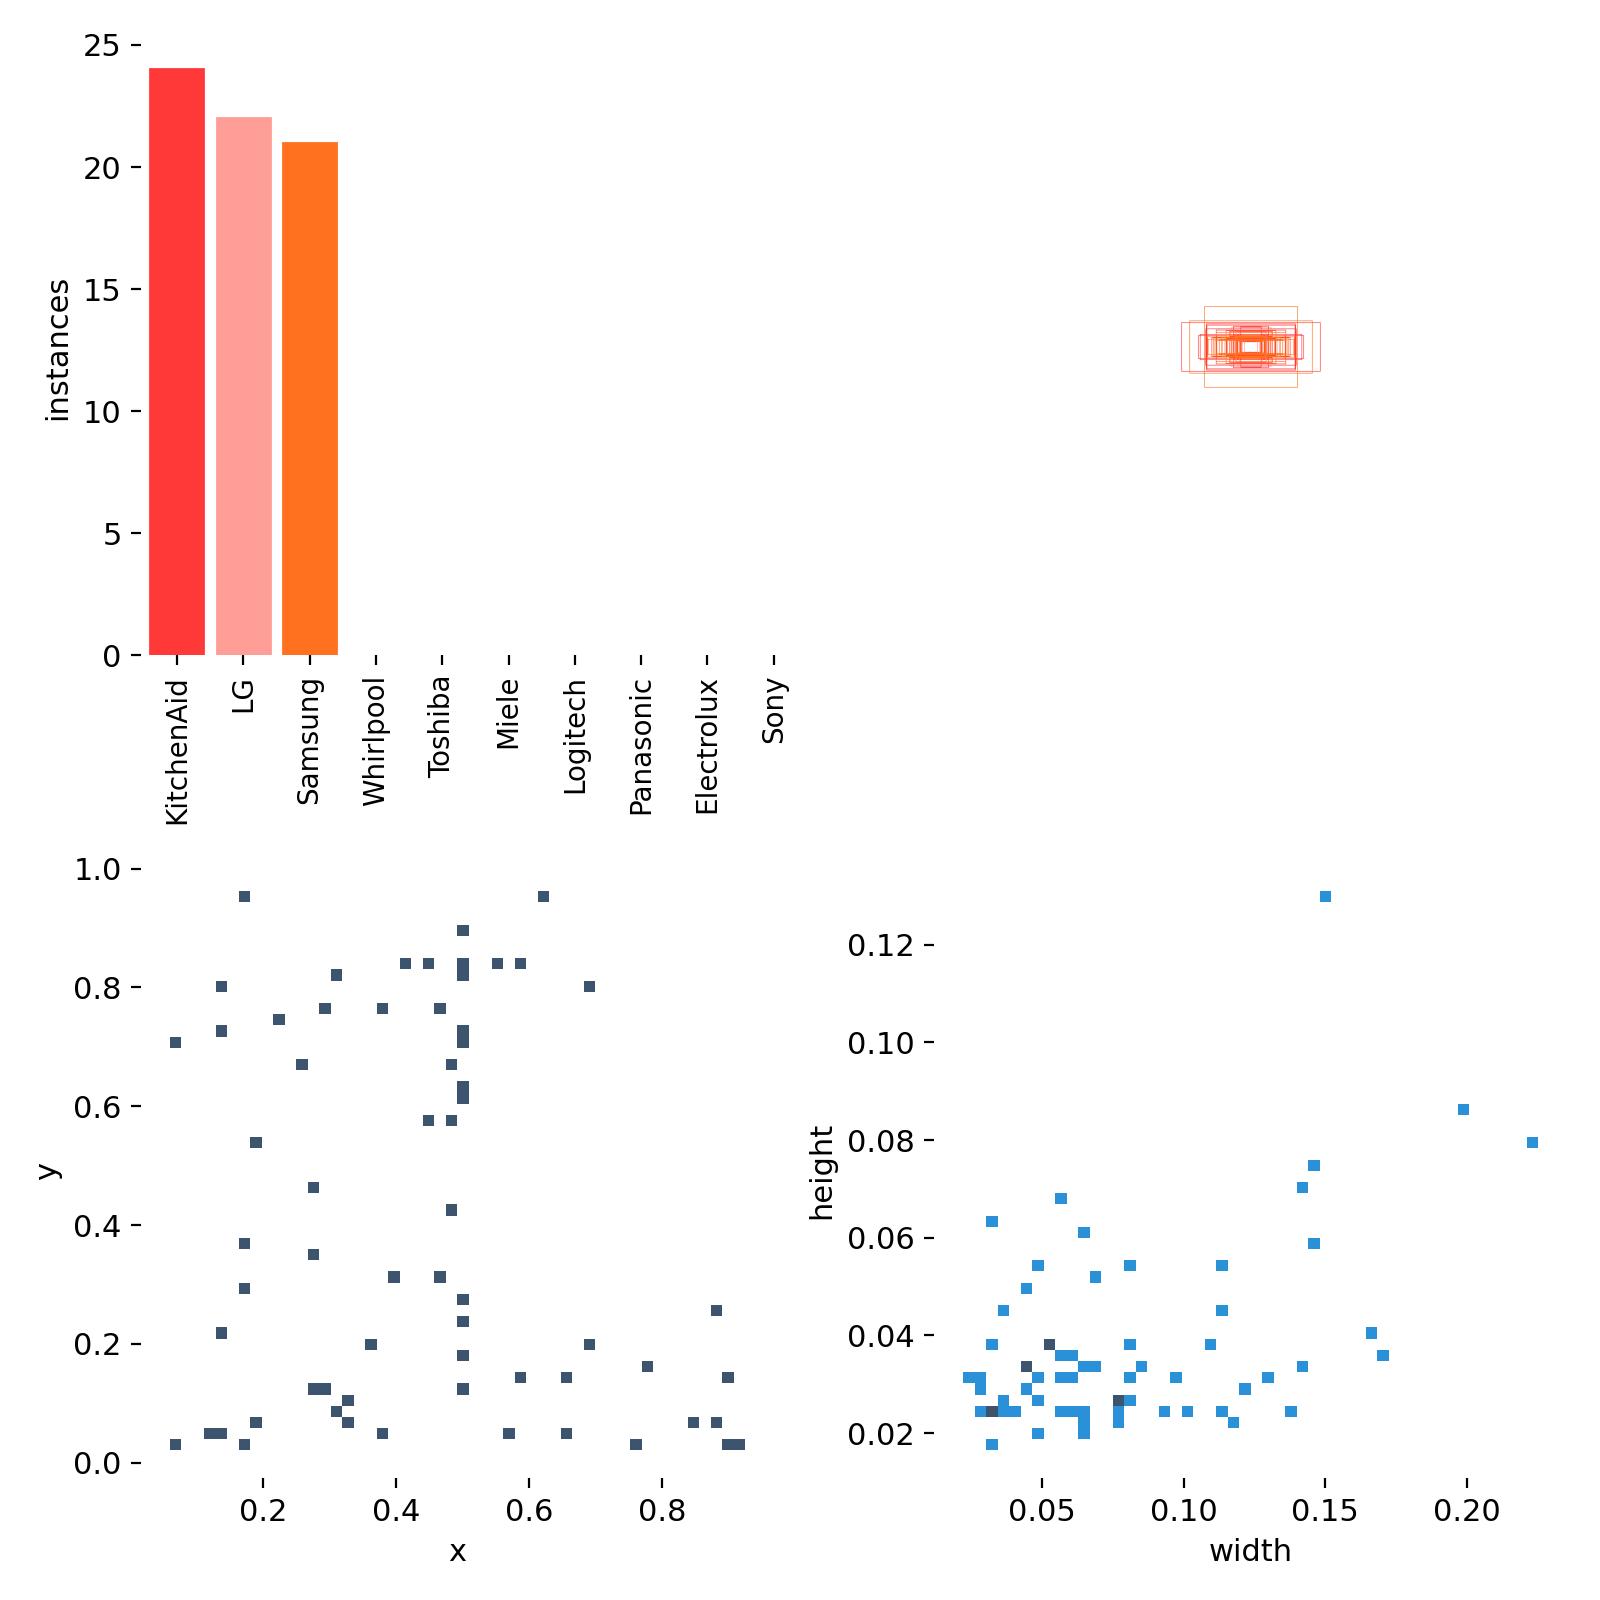 25
20
15
10
5
0
instances
KitchenAid
LG
Samsung
Whirlpool
Toshiba
Miele
Logitech
Panasonic
Electrolux
Sony
1.0
0.8
0.6
0.4
0.2
0.0
y
0.2 0.4 0.6 0.8
x
0.12
0.10
0.08
0.06
0.04
0.02
height
0.05 0.10 0.15 0.20
width